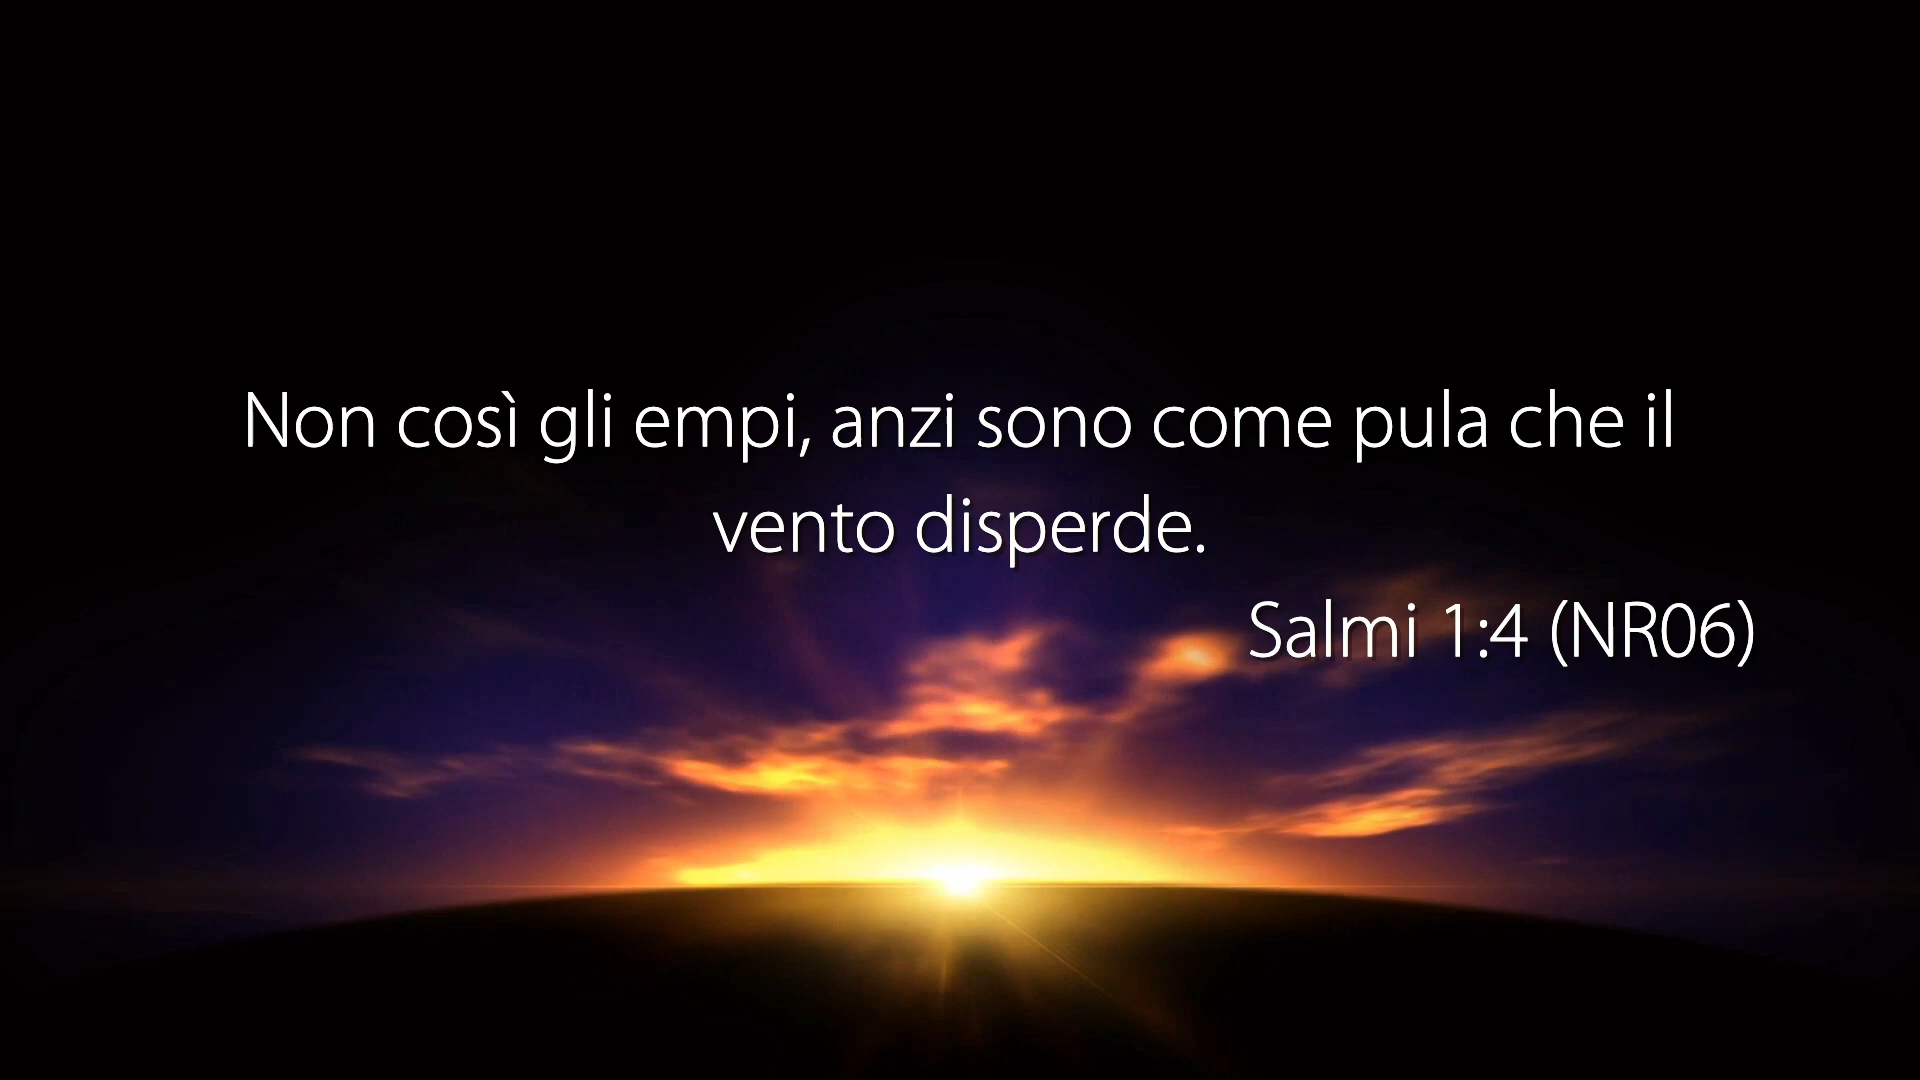 Non così gli empi, anzi sono come pula che il
vento disperde.
Salmi 1:4 (NR06)